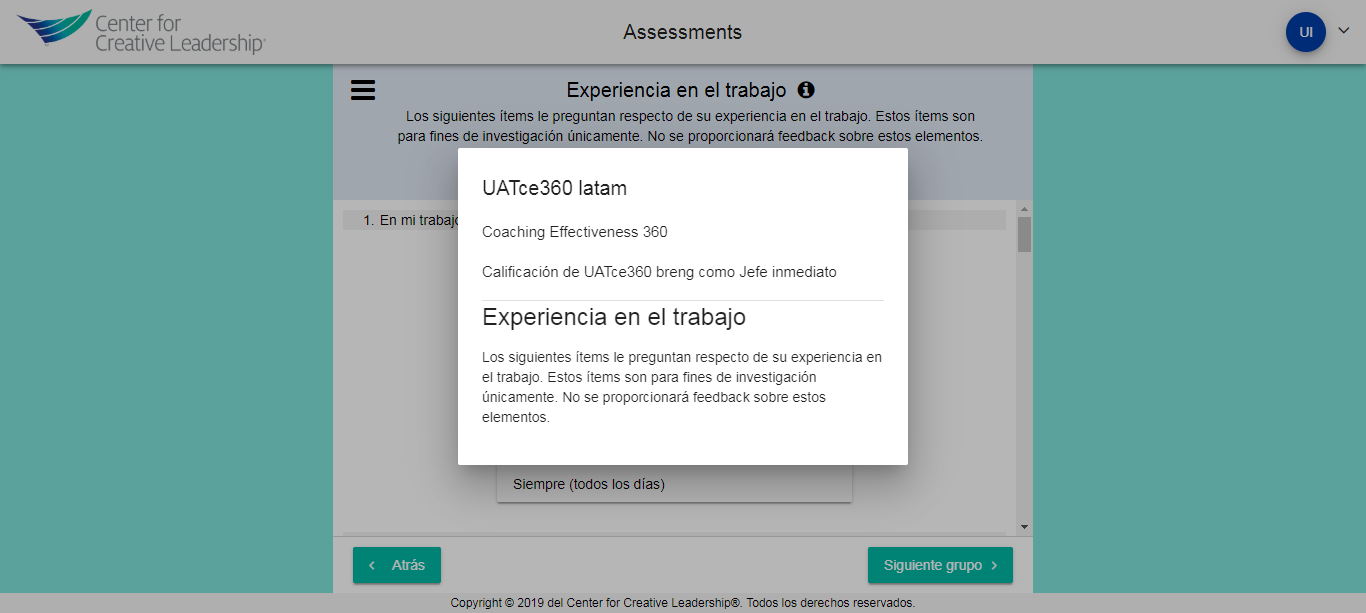 Center for
Creative Leadership®
Assessments
UI
Experiencia en el trabajo
Los siguientes ítems le preguntan respecto de su experiencia en el trabajo. Estos ítems son
para fines de investigación únicamente. No se proporcionará feedback sobre estos elementos.
UATce360 latam
1. En mi trabajo
Coaching Effectiveness 360
Calificación de UATce360 breng como Jefe inmediato
Experiencia en el trabajo
Los siguientes ítems le preguntan respecto de su experiencia en
el trabajo. Estos ítems son para fines de investigación
únicamente. No se proporcionará feedback sobre estos
elementos.
Siempre (todos los días)
Atrás
Siguiente grupo
Copyright © 2019 del Center for Creative Leadership®. Todos los derechos reservados.